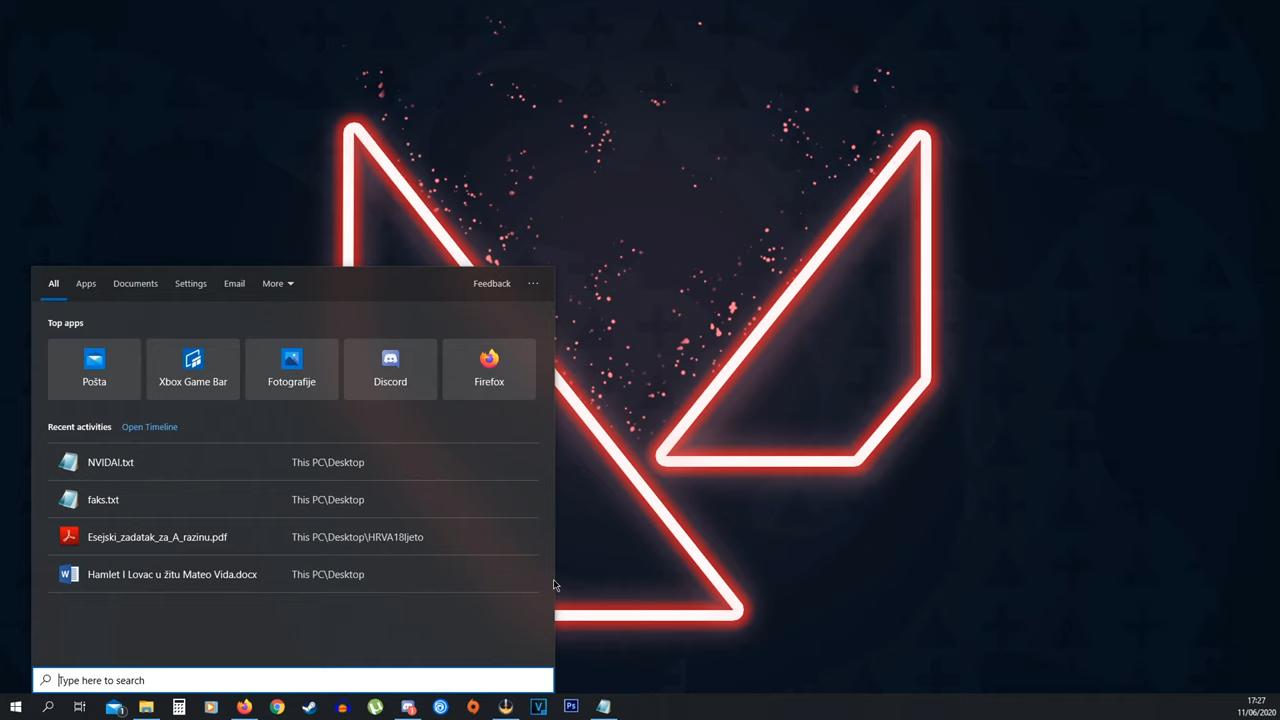 All Apps Documents Settings Email More Feedback ···
Top apps
Pošta Xbox Game Bar Fotografije Discord Firefox
Recent activities Open Timeline
NVIDAI.txt This PC\Desktop
faks.txt This PC\Desktop
Esejski_zadatak_za_A_razinu.pdf This PC\Desktop\HRVA18ljeto
Hamlet I Lovac u žitu Mateo Vida.docx This PC\Desktop
Type here to search
17:27
11/06/2020